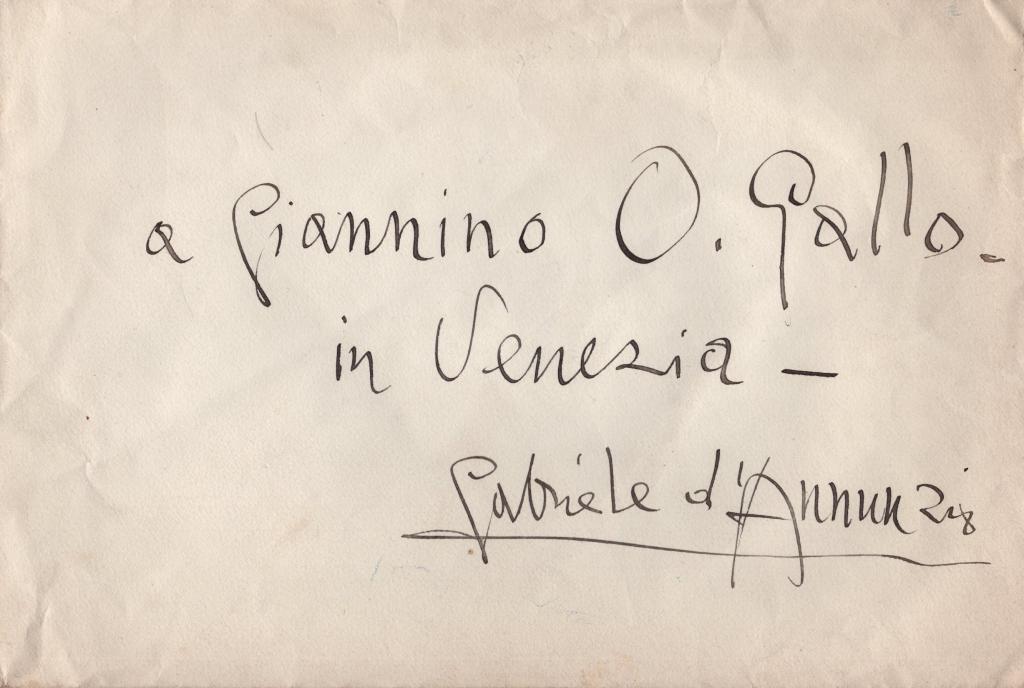 a Giannino O. Gallo.
in Venezia –
Gabriele d'Annunzio